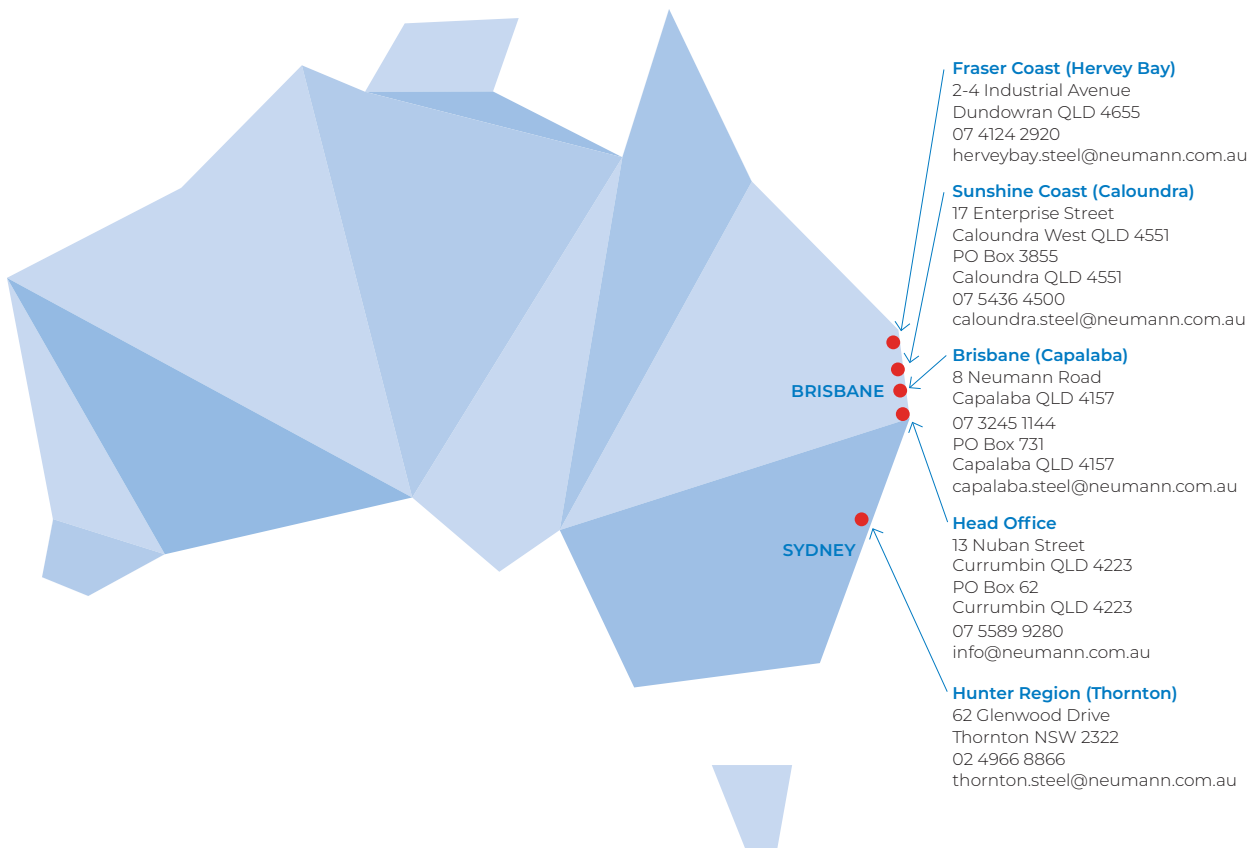 Fraser Coast (Hervey Bay)
2-4 Industrial Avenue
Dundowran QLD 4655
07 4124 2920
herveybay.steel@neumann.com.au
Sunshine Coast (Caloundra)
17 Enterprise Street
Caloundra West QLD 4551
PO Box 3855
Caloundra QLD 4551
07 5436 4500
caloundra.steel@neumann.com.au
Brisbane (Capalaba)
8 Neumann Road
Capalaba QLD 4157
07 3245 1144
PO Box 731
Capalaba QLD 4157
capalaba.steel@neumann.com.au
BRISBANE
Head Office
13 Nuban Street
Currumbin QLD 4223
PO Box 62
Currumbin QLD 4223
07 5589 9280
info@neumann.com.au
SYDNEY
Hunter Region (Thornton)
62 Glenwood Drive
Thornton NSW 2322
02 4966 8866
thornton.steel@neumann.com.au